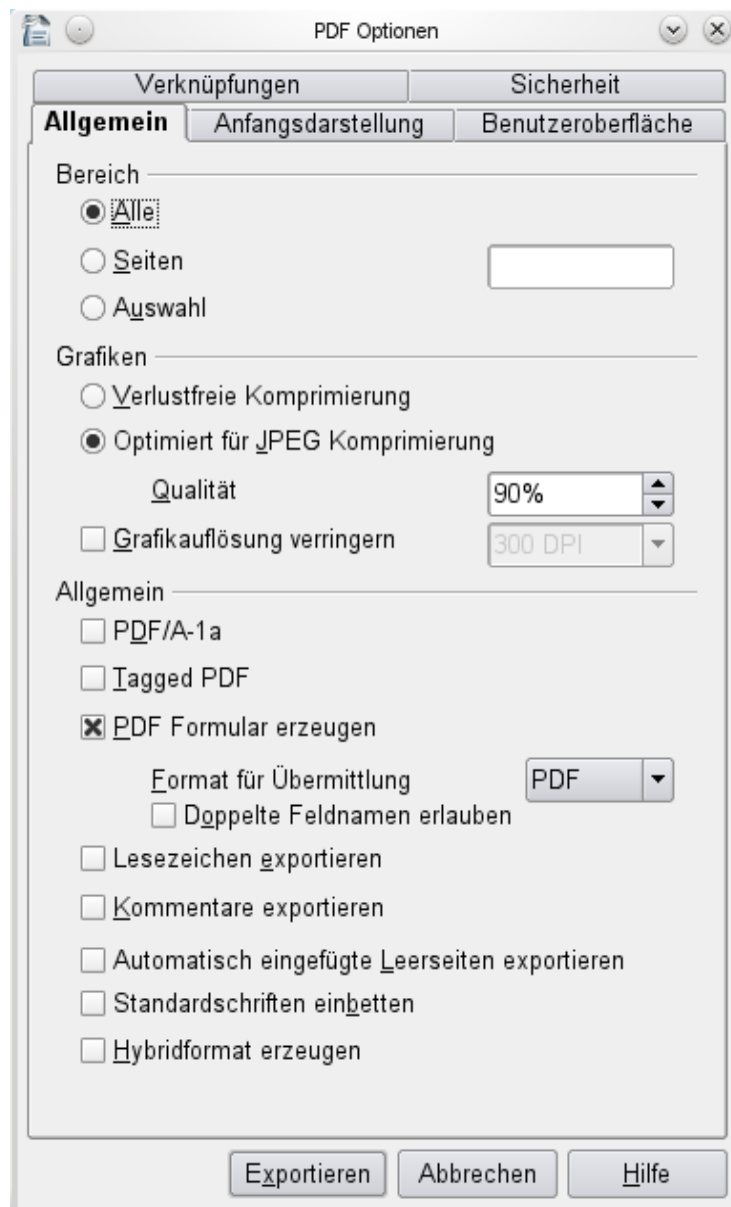 PDF Optionen
Verknüpfungen Sicherheit
Allgemein Anfangsdarstellung Benutzeroberfläche
Bereich
Alle
Seiten
Auswahl
Grafiken
Verlustfreie Komprimierung
Optimiert für JPEG Komprimierung
Qualität 90%
Grafikauflösung verringern 300 DPI
Allgemein
PDF/A-1a
Tagged PDF
PDF Formular erzeugen
Format für Übermittlung PDF
Doppelte Feldnamen erlauben
Lesezeichen exportieren
Kommentare exportieren
Automatisch eingefügte Leerseiten exportieren
Standardschriften einbetten
Hybridformat erzeugen
Exportieren Abbrechen Hilfe